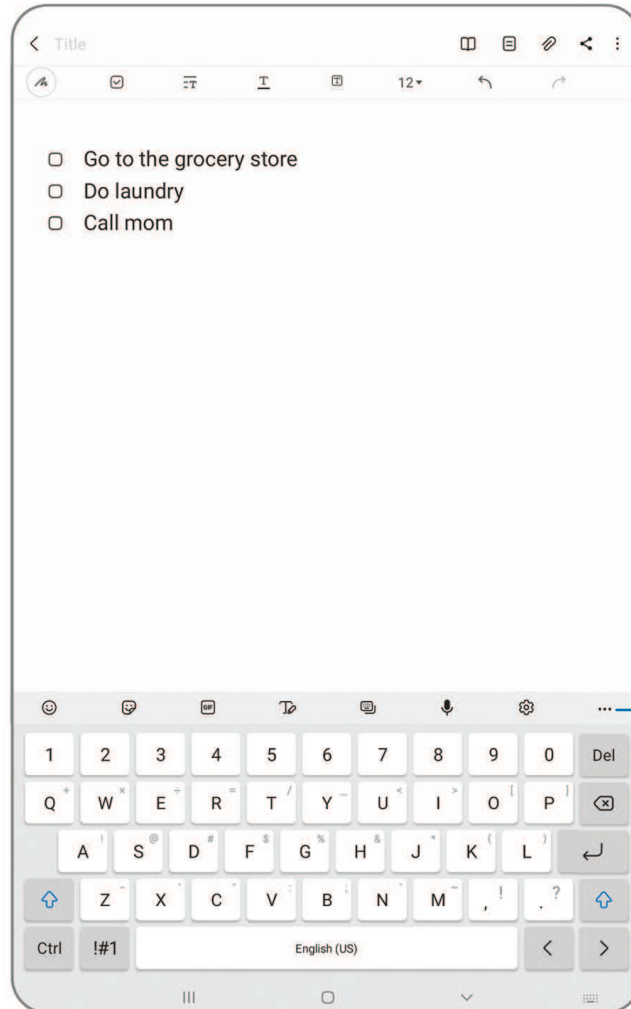 Title
12
Go to the grocery store
Do laundry
Call mom
GIF
1 2 3 4 5 6 7 8 9 0 Del
Q + W × E ÷ R = T / Y _ U < I > O [ P ]
A ! S @ D # F $ G % H & J * K ( L )
Z - X ' C " V : B ; N ` M ~ , ! . ?
Ctrl !#1 English (US) < >